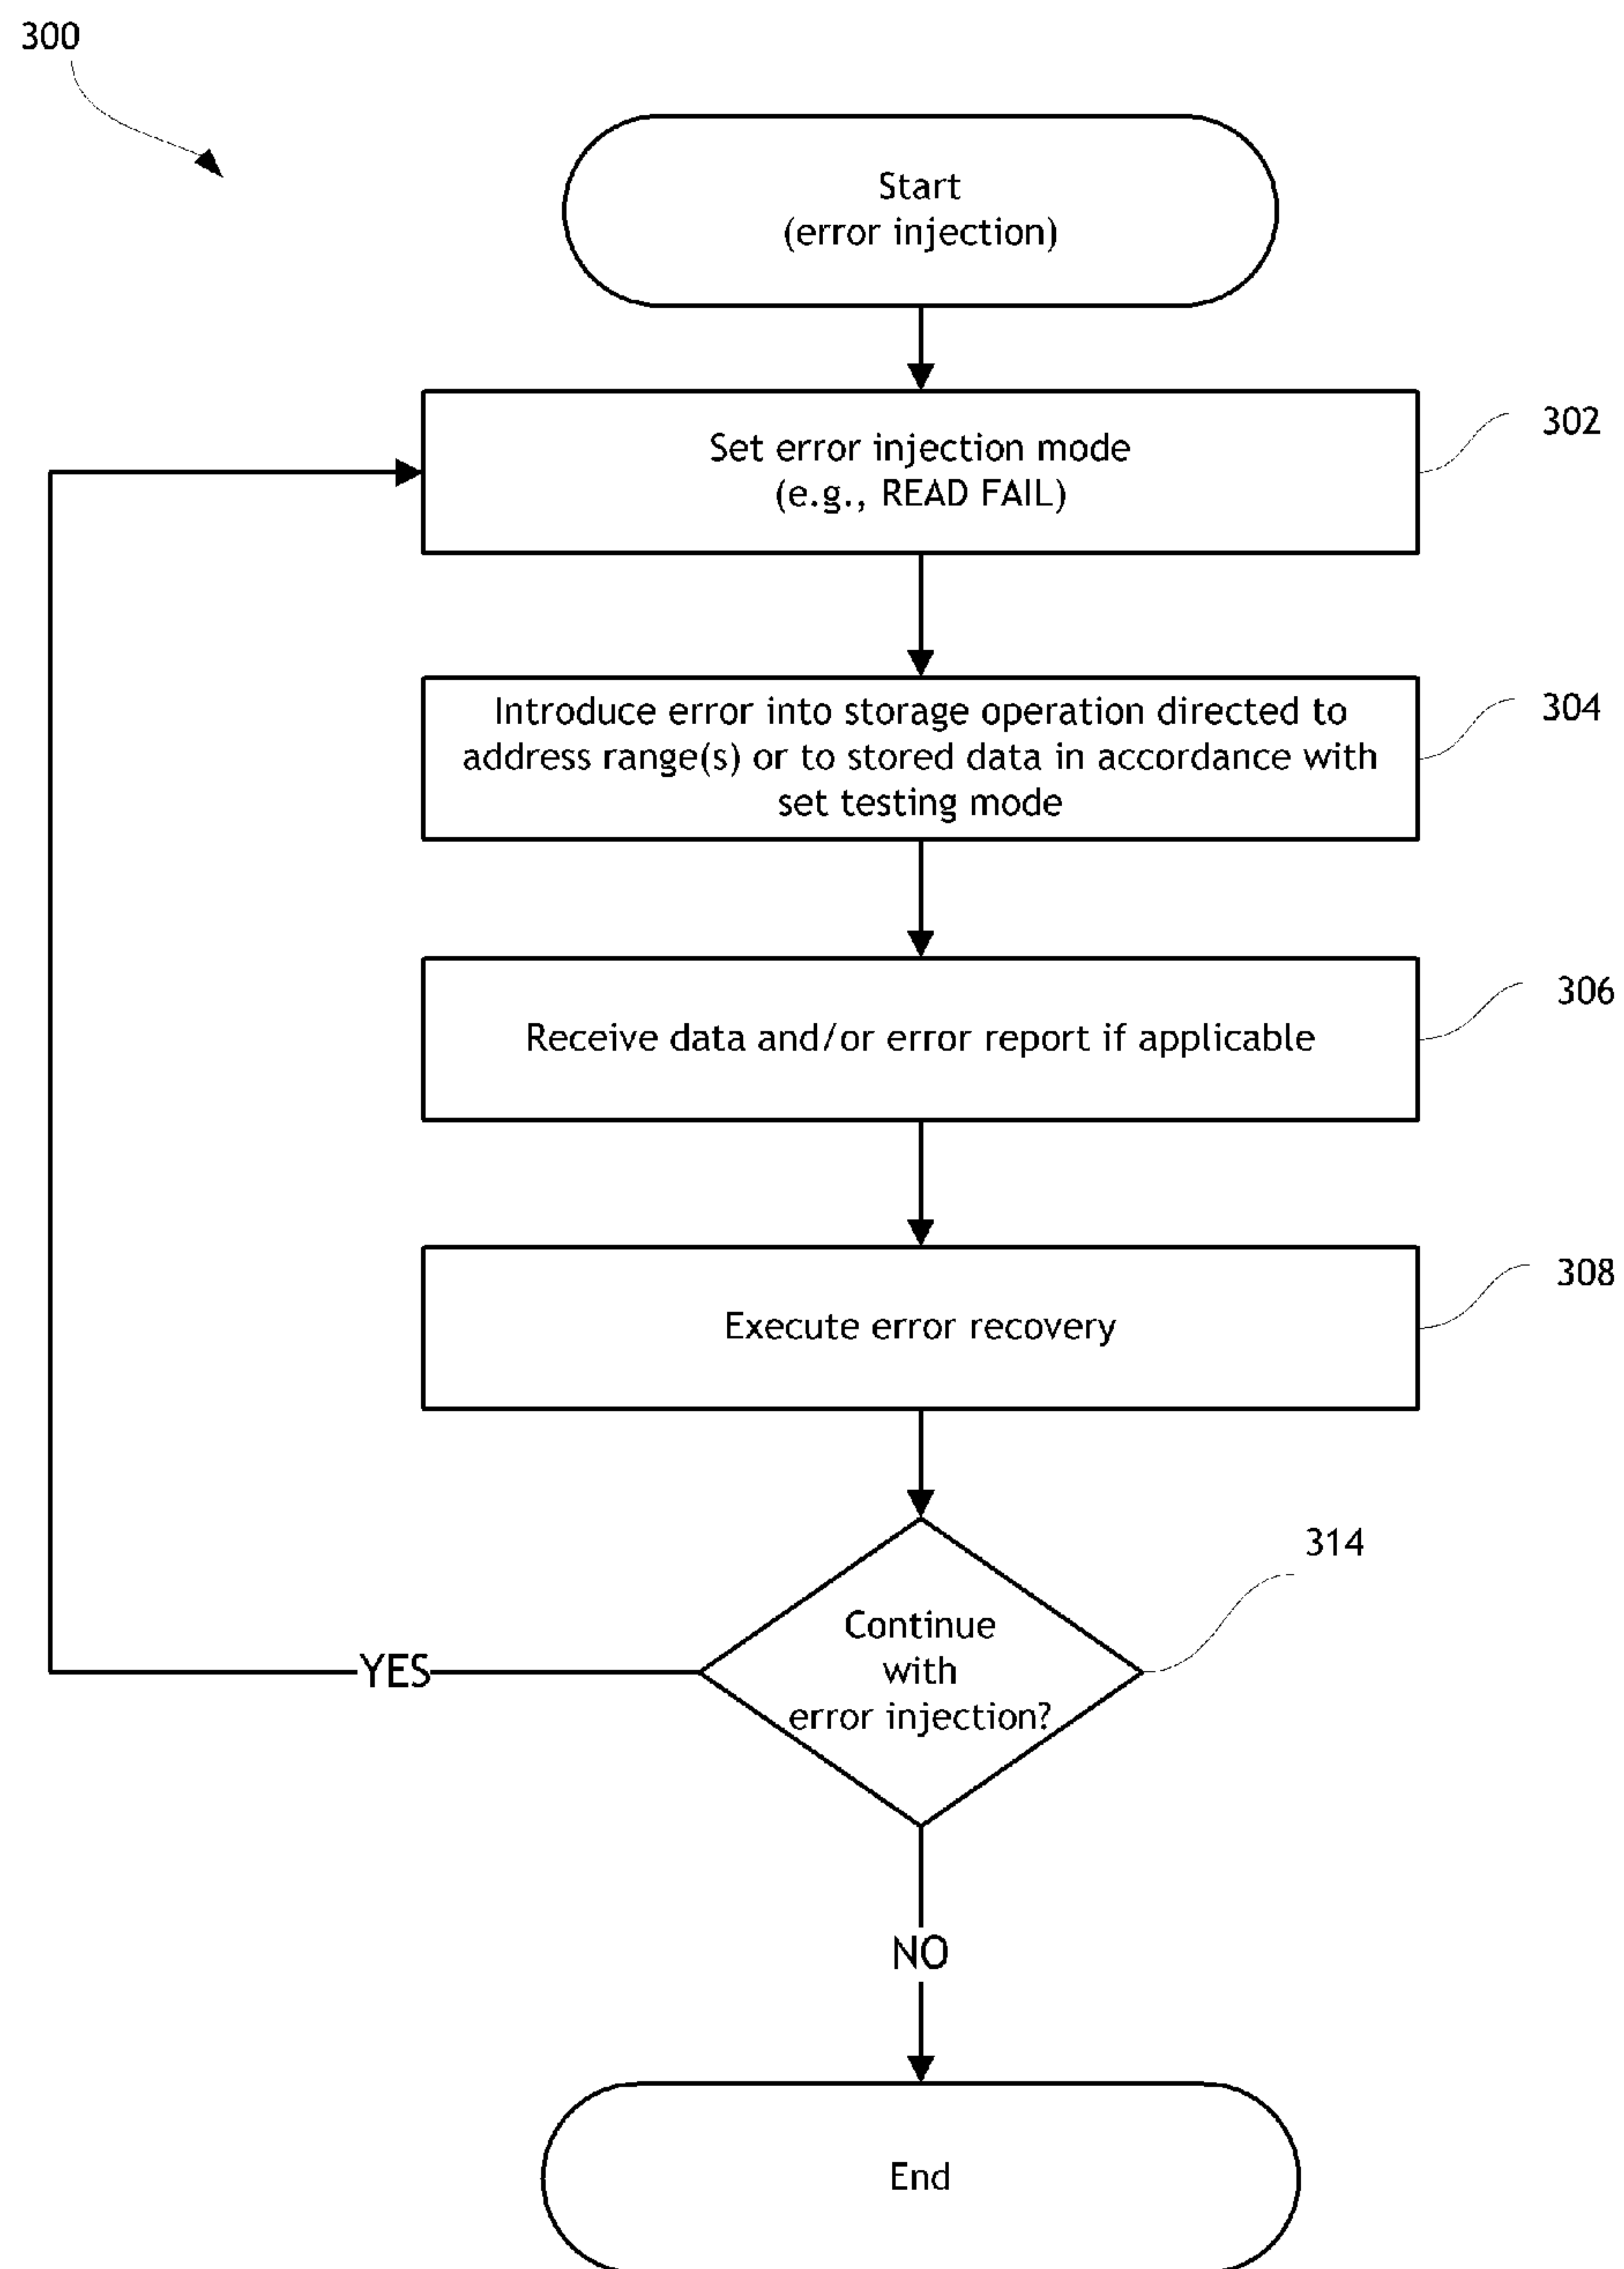 300
Start
(error injection)
Set error injection mode
(e.g., READ FAIL)
302
Introduce error into storage operation directed to
address range(s) or to stored data in accordance with
set testing mode
304
Receive data and/or error report if applicable
306
Execute error recovery
308
314
Continue
with
error injection?
YES
NO
End